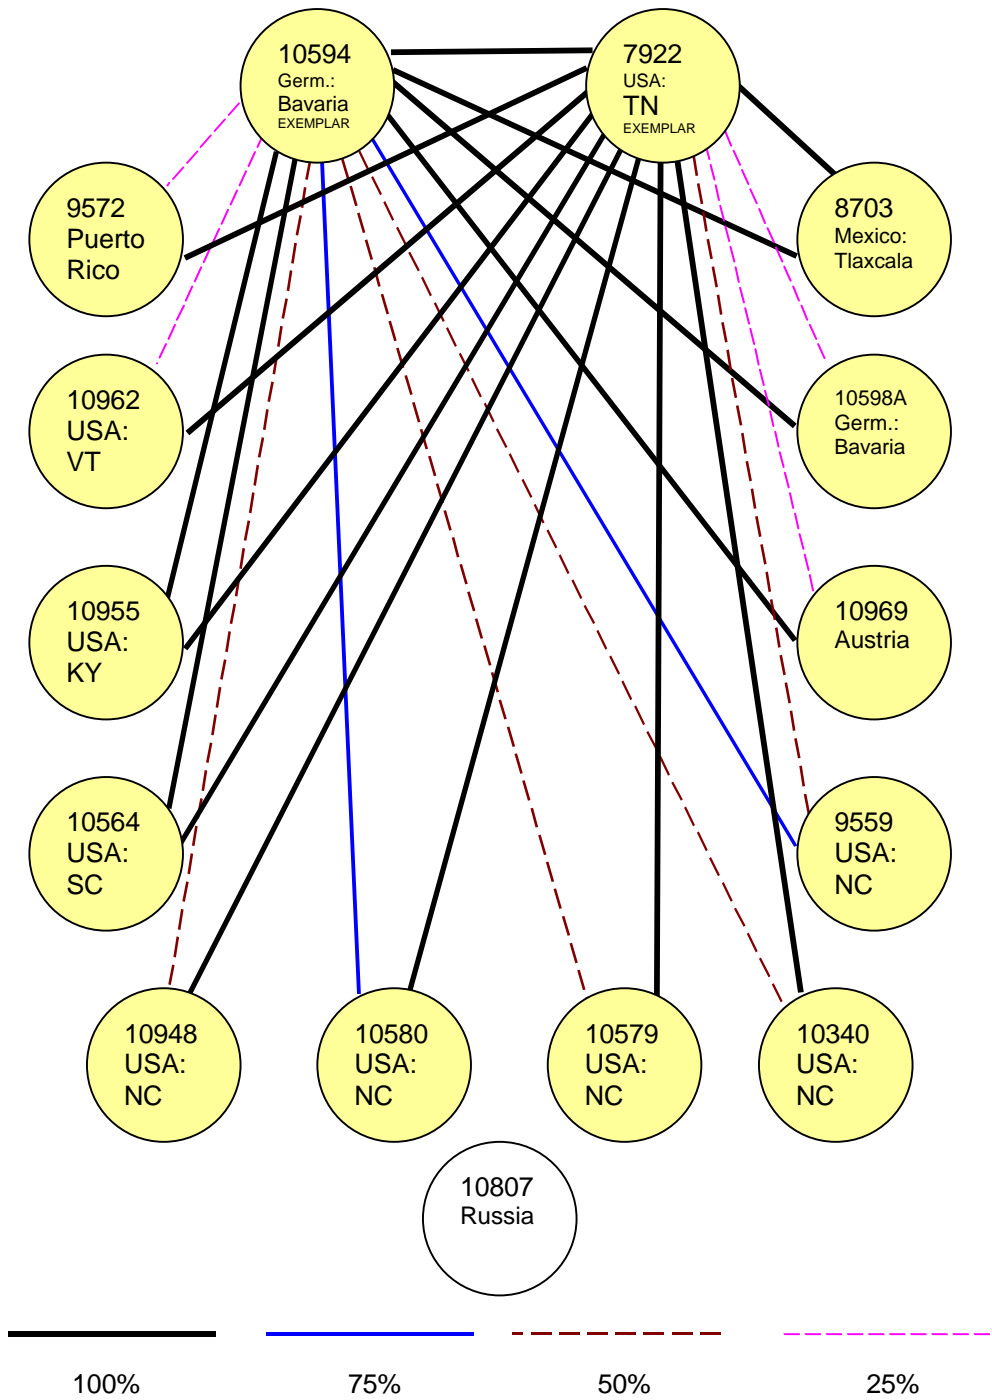 10594
Germ.:
Bavaria
EXEMPLAR
7922
USA:
TN
EXEMPLAR
9572
Puerto
Rico
8703
Mexico:
Tlaxcala
10962
USA:
VT
10598A
Germ.:
Bavaria
10955
USA:
KY
10969
Austria
10564
USA:
SC
9559
USA:
NC
10948
USA:
NC
10580
USA:
NC
10579
USA:
NC
10340
USA:
NC
10807
Russia
100%
75%
50%
25%